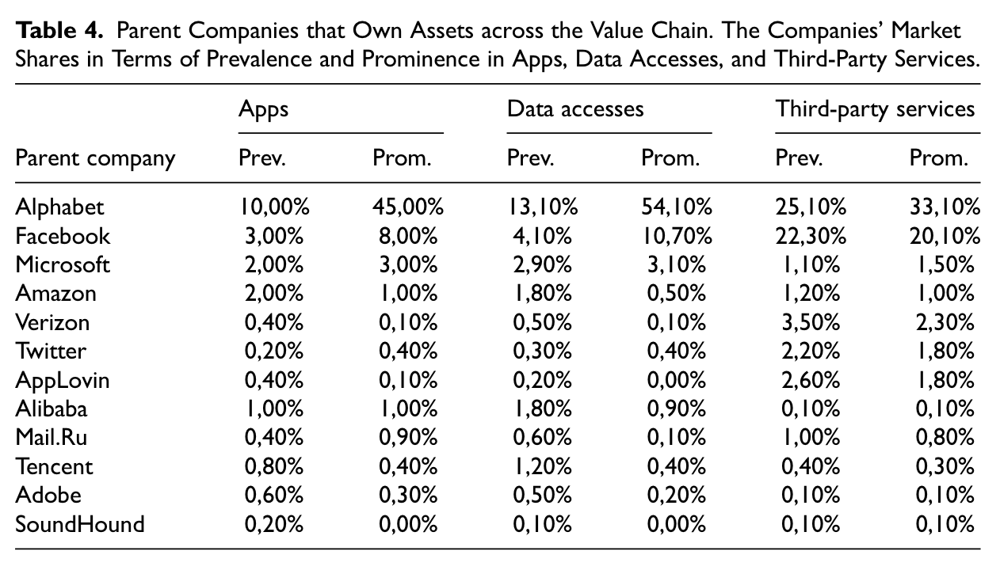 Table 4. Parent Companies that Own Assets across the Value Chain. The Companies’ Market
Shares in Terms of Prevalence and Prominence in Apps, Data Accesses, and Third-Party Services.
Apps Data accesses Third-party services
Parent company Prev. Prom. Prev. Prom. Prev. Prom.
Alphabet 10,00% 45,00% 13,10% 54,10% 25,10% 33,10%
Facebook 3,00% 8,00% 4,10% 10,70% 22,30% 20,10%
Microsoft 2,00% 3,00% 2,90% 3,10% 1,10% 1,50%
Amazon 2,00% 1,00% 1,80% 0,50% 1,20% 1,00%
Verizon 0,40% 0,10% 0,50% 0,10% 3,50% 2,30%
Twitter 0,20% 0,40% 0,30% 0,40% 2,20% 1,80%
AppLovin 0,40% 0,10% 0,20% 0,00% 2,60% 1,80%
Alibaba 1,00% 1,00% 1,80% 0,90% 0,10% 0,10%
Mail.Ru 0,40% 0,90% 0,60% 0,10% 1,00% 0,80%
Tencent 0,80% 0,40% 1,20% 0,40% 0,40% 0,30%
Adobe 0,60% 0,30% 0,50% 0,20% 0,10% 0,10%
SoundHound 0,20% 0,00% 0,10% 0,00% 0,10% 0,10%